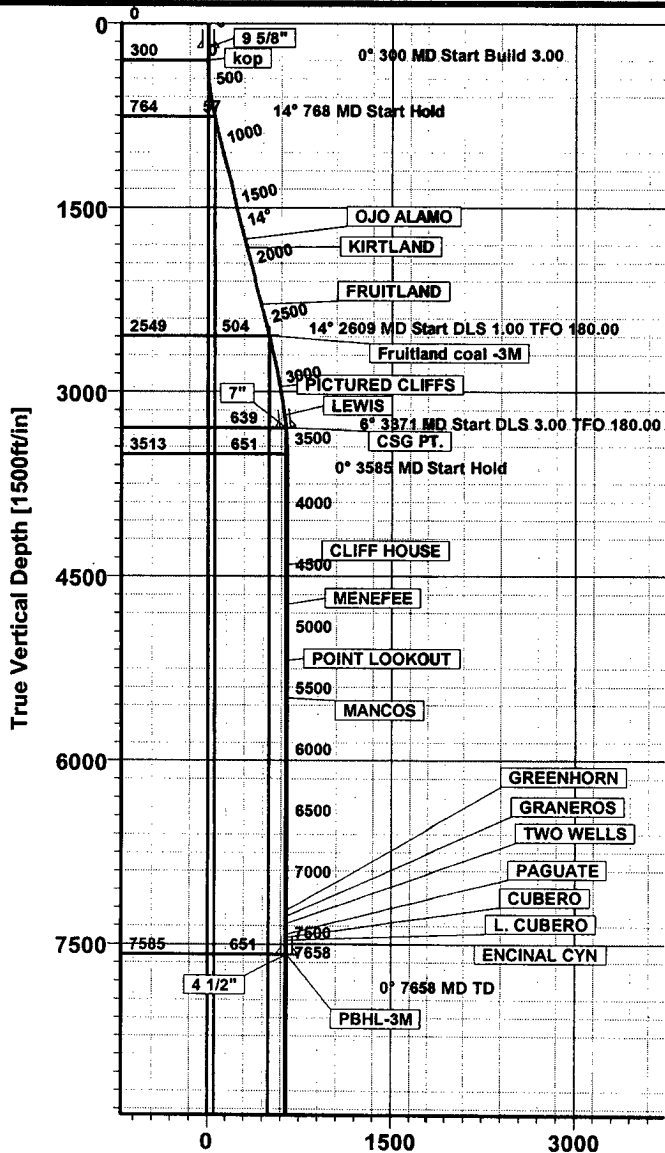 0
0
9 5/8"
300
0
0° 300 MD Start Build 3.00
kop
500
764
57
14° 768 MD Start Hold
1000
1500
1500
14°
OJO ALAMO
KIRTLAND
2000
FRUITLAND
2500
2549
504
14° 2609 MD Start DLS 1.00 TFO 180.00
Fruitland coal -3M
3000
3000
PICTURED CLIFFS
7"
LEWIS
639
6° 3371 MD Start DLS 3.00 TFO 180.00
3500
CSG PT.
3513
651
0° 3585 MD Start Hold
4000
CLIFF HOUSE
4500
4500
MENEFEE
5000
POINT LOOKOUT
5500
MANCOS
6000
6000
GREENHORN
6500
GRANEROS
TWO WELLS
7000
PAGUATE
CUBERO
L. CUBERO
7500
7585
651
7658
ENCINAL CYN
4 1/2"
0° 7658 MD TD
PBHL-3M
True Vertical Depth [1500ft/in]
0
1500
3000